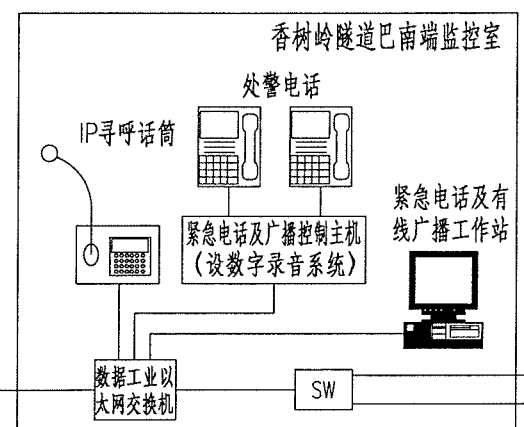 香树岭隧道巴南端监控室
处警电话
IP寻呼话筒
紧急电话及广播控制主机
(设数字录音系统)
紧急电话及有
线广播工作站
数据工业以
太网交换机
SW